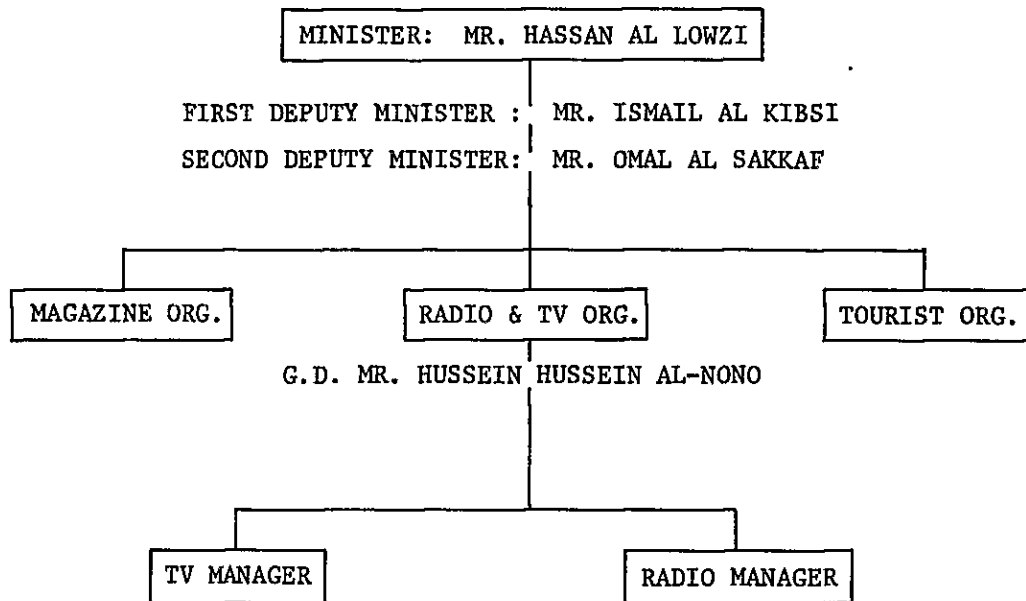 MINISTER: MR. HASSAN AL LOWZI
FIRST DEPUTY MINISTER : MR. ISMAIL AL KIBSI
SECOND DEPUTY MINISTER: MR. OMAL AL SAKKAF
MAGAZINE ORG. RADIO & TV ORG. TOURIST ORG.
G.D. MR. HUSSEIN HUSSEIN AL-NONO
TV MANAGER RADIO MANAGER